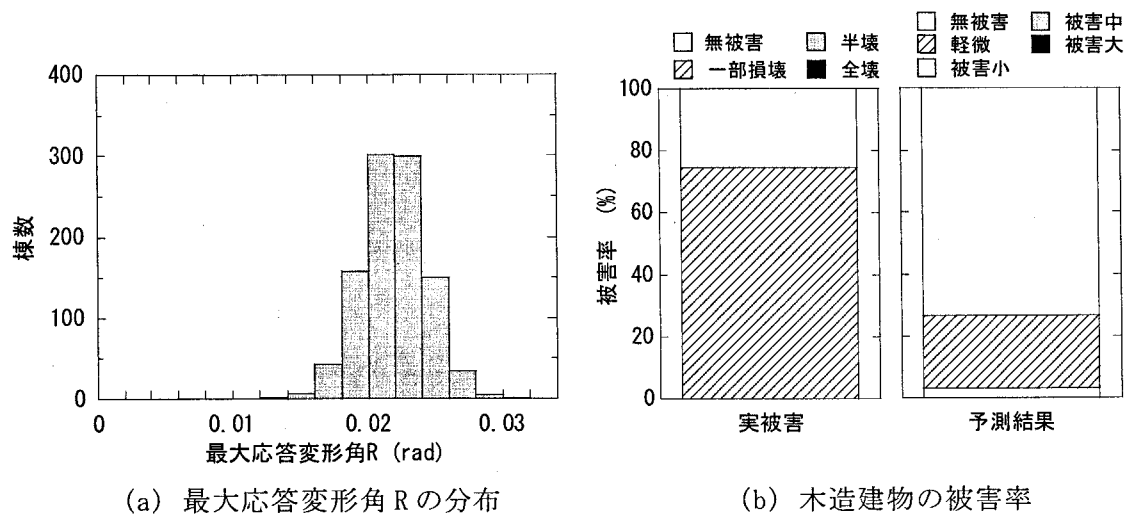 400
300
200
100
0
棟数
0 0.01 0.02 0.03
最大応答変形角R (rad)
(a) 最大応答変形角Rの分布
無被害 半壊
一部損壊 全壊
無被害 被害中
軽微 被害大
被害小
100
80
60
40
20
0
被害率 (%)
実被害 予測結果
(b) 木造建物の被害率